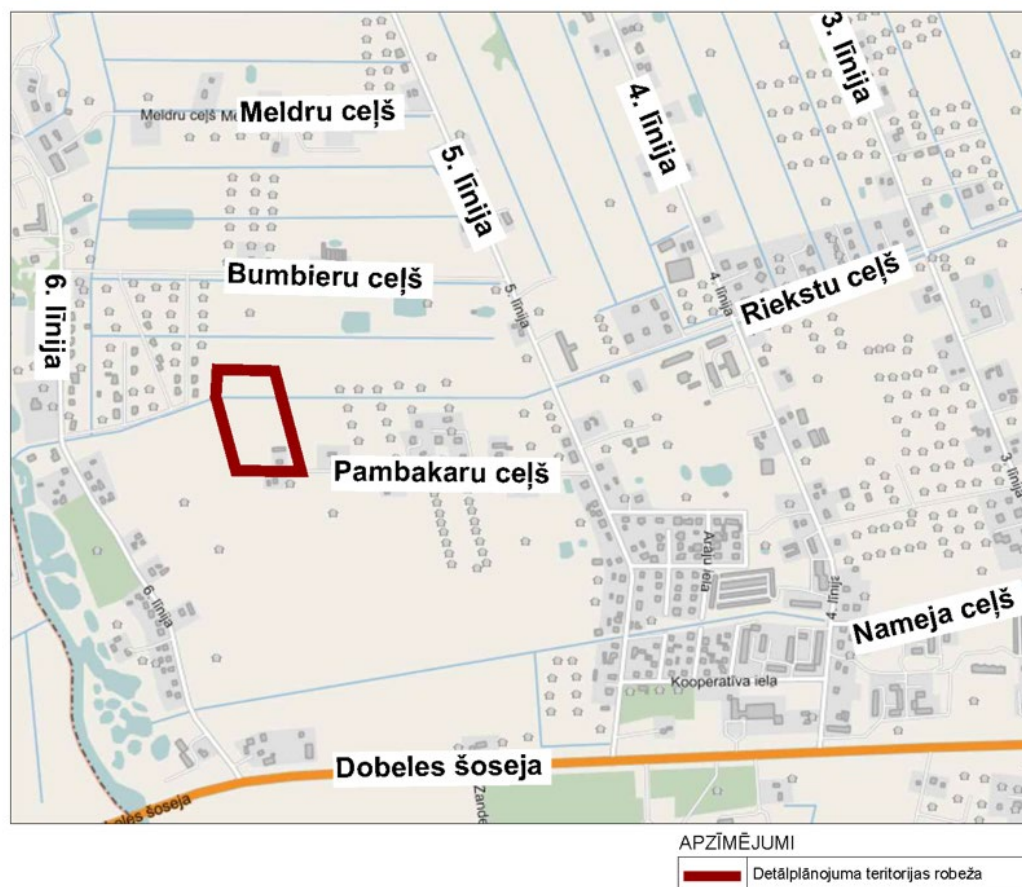 3. līnija
4. līnija
Meldru ceļš
Meldru ceļš
5. līnija
Bumbieru ceļš
6. līnija
5. līnija
4. līnija
Riekstu ceļš
Pambakaru ceļš
3. līnija
Araju iela
6. līnija
4. līnija
Nameja ceļš
Kooperatīva iela
Dobeles šoseja
šoseja
APZĪMĒJUMI
Detālplānojuma teritorijas robeža